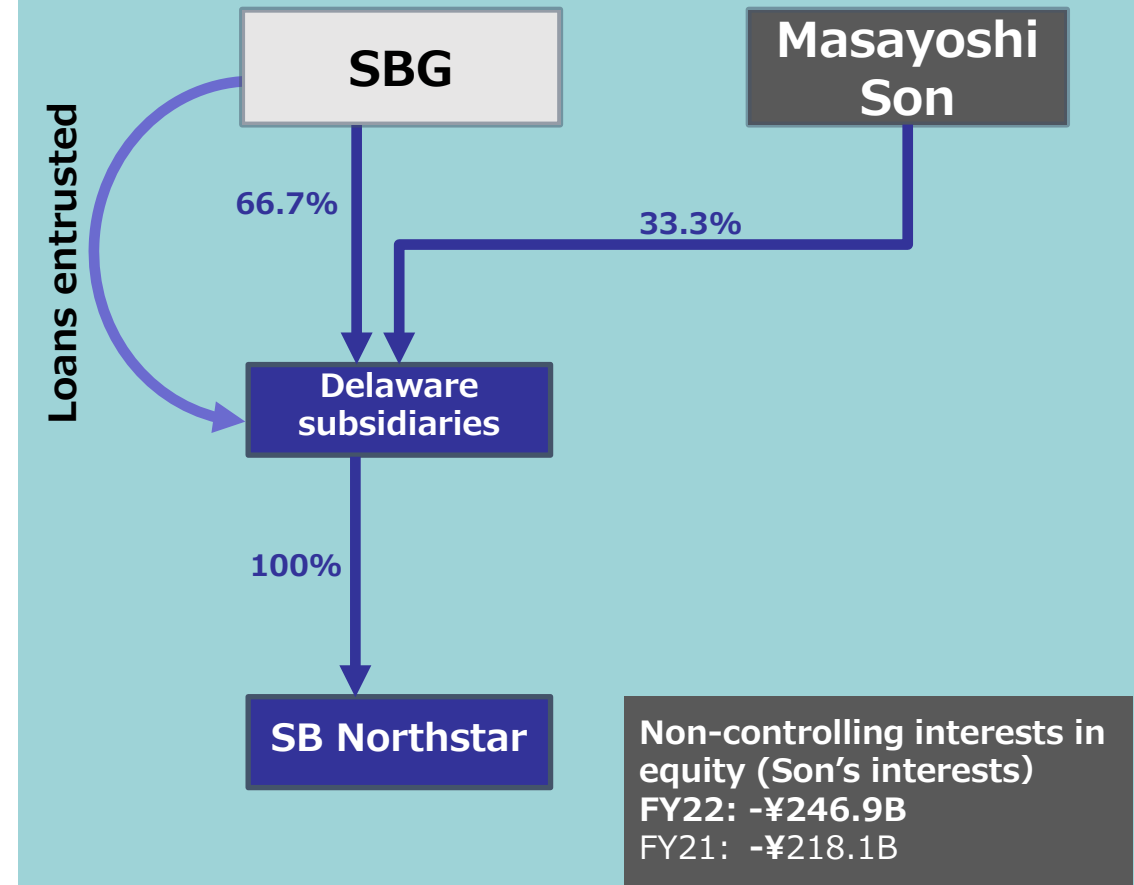 SBG
Masayoshi
Son
Loans entrusted
66.7%
33.3%
Delaware
subsidiaries
100%
SB Northstar
Non-controlling interests in
equity (Son’s interests）
FY22: -¥246.9B
FY21: -¥218.1B